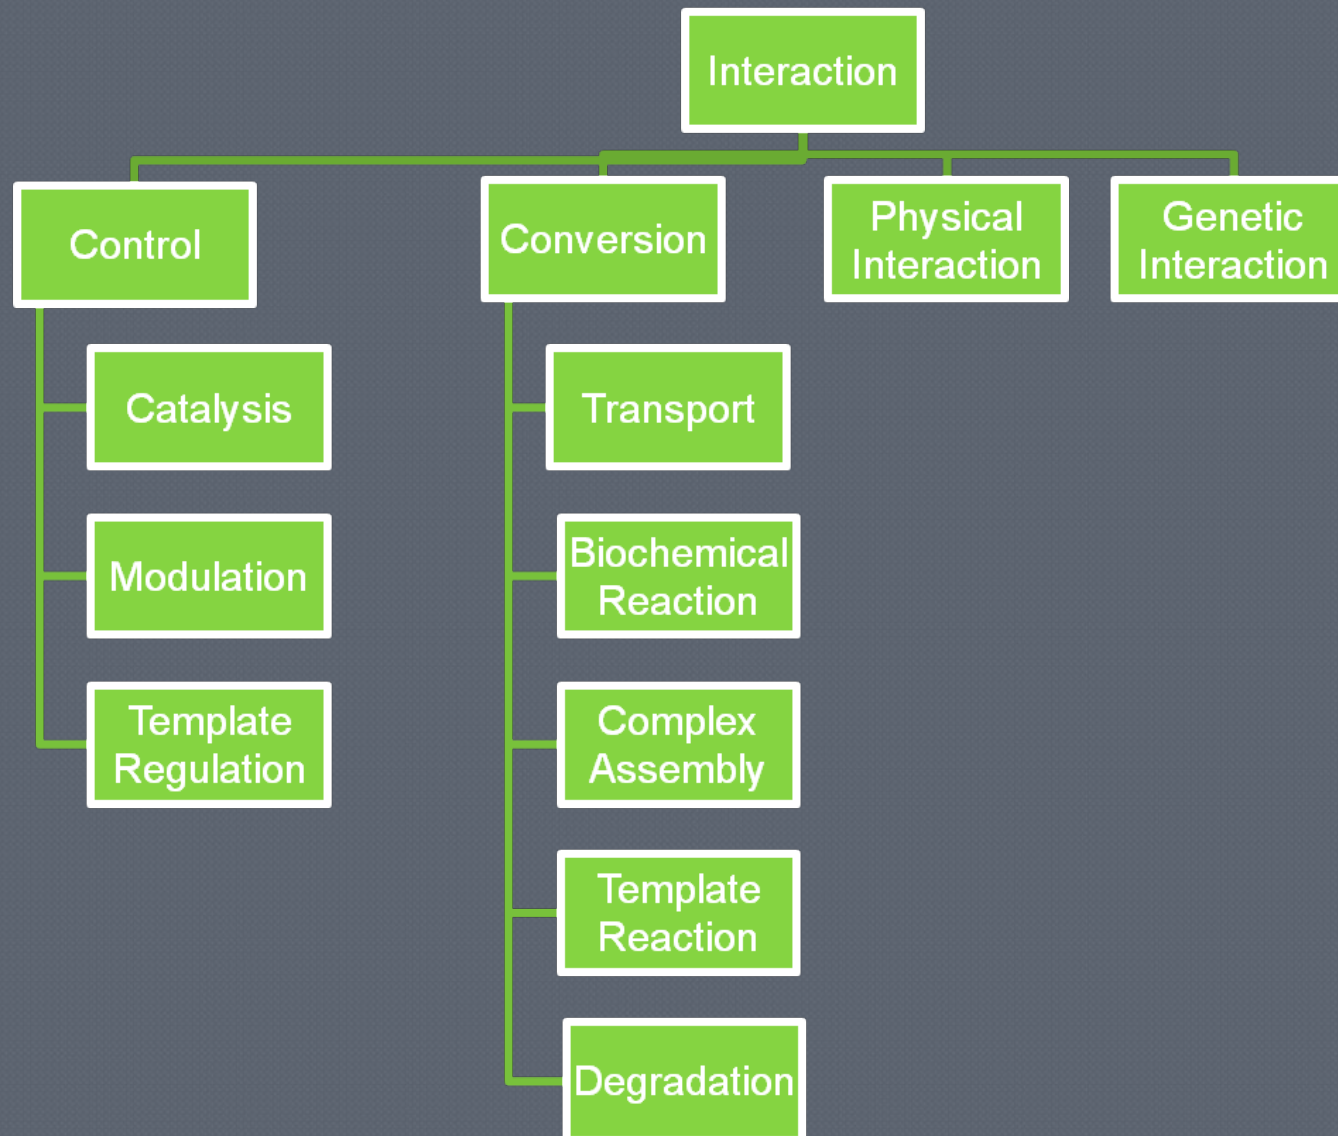 Interaction
Control
Conversion
Physical
Interaction
Genetic
Interaction
Catalysis
Modulation
Template
Regulation
Transport
Biochemical
Reaction
Complex
Assembly
Template
Reaction
Degradation